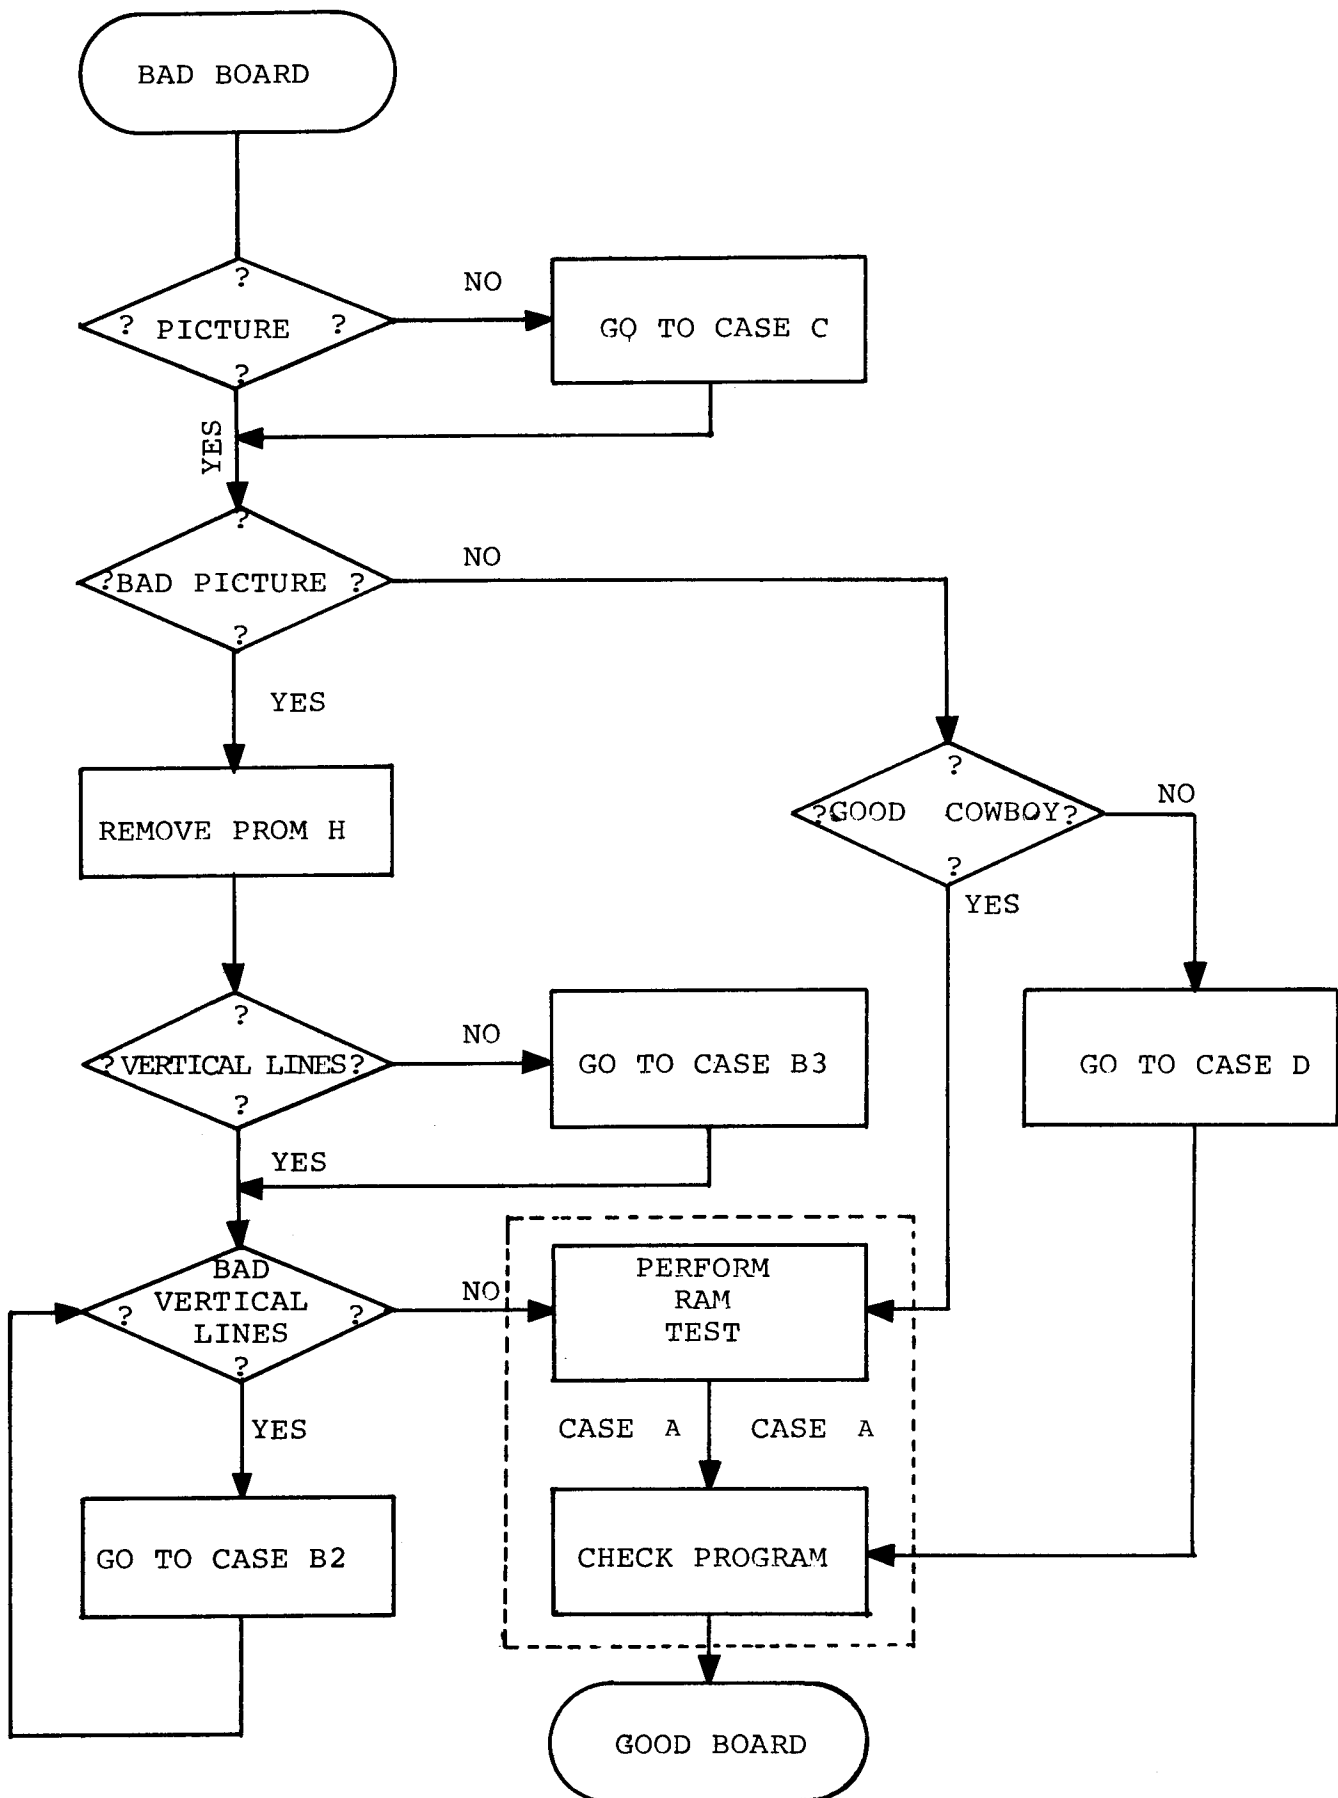 BAD BOARD
?
NO
? PICTURE ?
GO TO CASE C
?
YES
?
NO
?BAD PICTURE ?
?
YES
?
NO
?GOOD COWBOY?
REMOVE PROM H
?
YES
?
NO
?VERTICAL LINES?
GO TO CASE B3
GO TO CASE D
?
YES
BAD
VERTICAL
? ?
LINES
?
NO
PERFORM
RAM
TEST
YES
CASE A CASE A
GO TO CASE B2
CHECK PROGRAM
GOOD BOARD